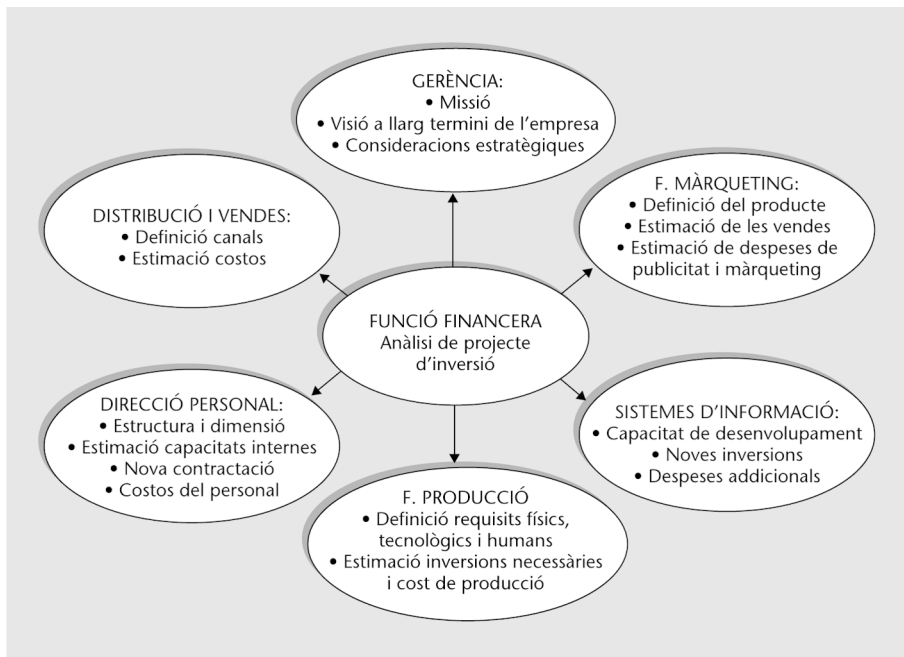 GERÈNCIA:
• Missió
• Visió a llarg termini de l’empresa
• Consideracions estratègiques
DISTRIBUCIÓ I VENDES:
• Definició canals
• Estimació costos
F. MÀRQUETING:
• Definició del producte
• Estimació de les vendes
• Estimació de despeses de
publicitat i màrqueting
FUNCIÓ FINANCERA
Anàlisi de projecte
d’inversió
DIRECCIÓ PERSONAL:
• Estructura i dimensió
• Estimació capacitats internes
• Nova contractació
• Costos del personal
SISTEMES D’INFORMACIÓ:
• Capacitat de desenvolupament
• Noves inversions
• Despeses addicionals
F. PRODUCCIÓ
• Definició requisits físics,
tecnològics i humans
• Estimació inversions necessàries
i cost de producció